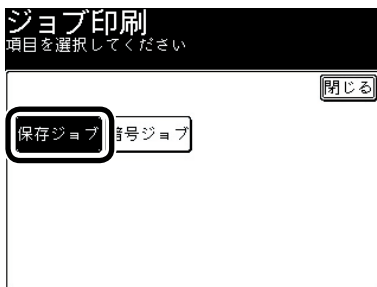 ジョブ印刷
項目を選択してください
閉じる
保存ジョブ 暗号ジョブ